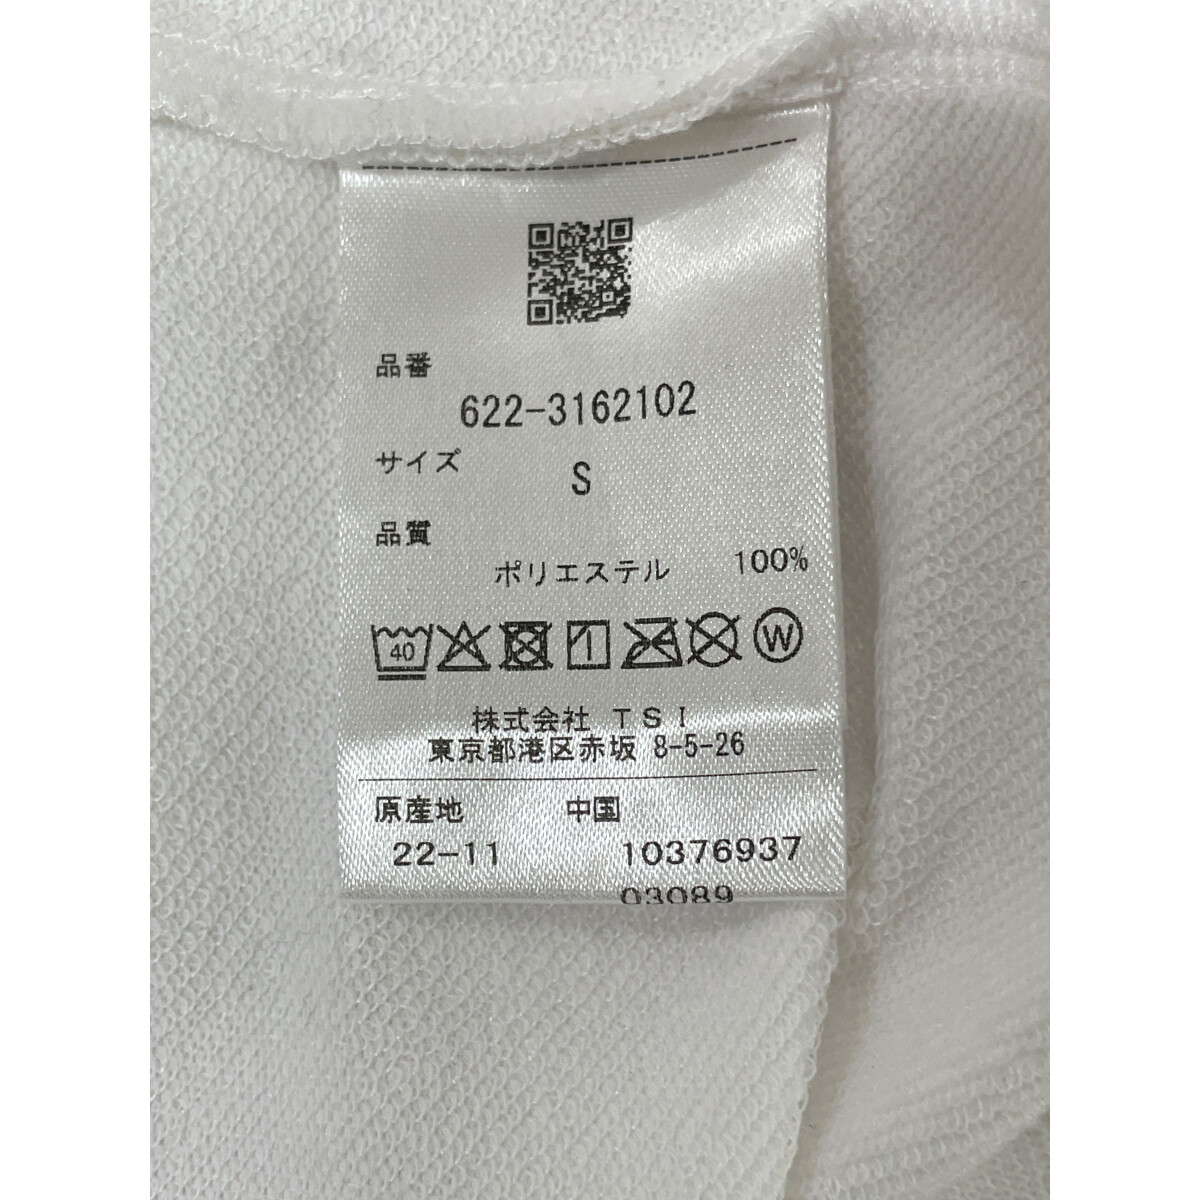 品番
622-3162102
サイズ
S
品質
ポリエステル 100%
40 W
株式会社 TSI
東京都港区赤坂 8-5-26
原産地 中国
22-11 10376937
03089